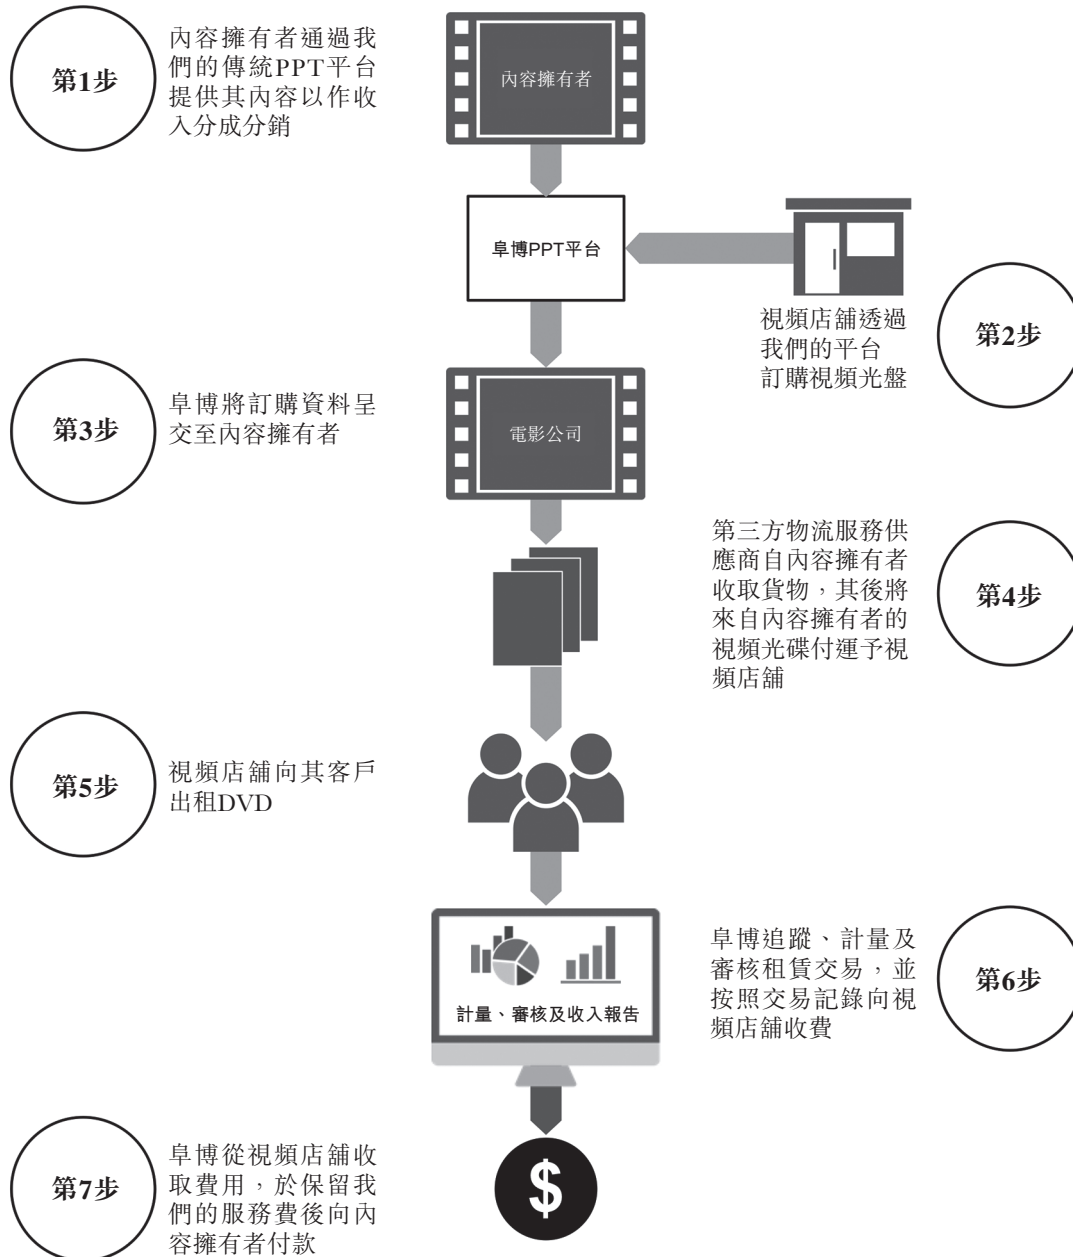 第1步
內容擁有者通過我
們的傳統PPT平台
提供其內容以作收
入分成分銷
內容擁有者
阜博PPT平台
視頻店舖透過
我們的平台
訂購視頻光盤
第2步
第3步
阜博將訂購資料呈
交至內容擁有者
電影公司
第三方物流服務供
應商自內容擁有者
收取貨物，其後將
來自內容擁有者的
視頻光碟付運予視
頻店舖
第4步
第5步
視頻店舖向其客戶
出租DVD
計量、審核及收入報告
阜博追蹤、計量及
審核租賃交易，並
按照交易記錄向視
頻店舖收費
第6步
第7步
阜博從視頻店舖收
取費用，於保留我
們的服務費後向內
容擁有者付款
$